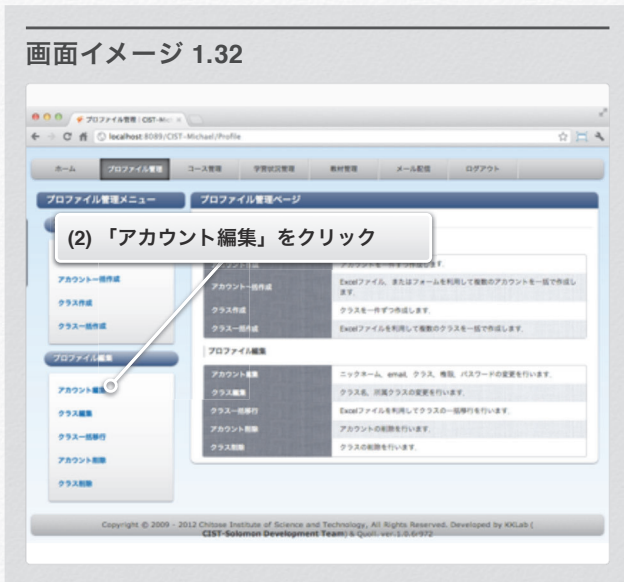 画面イメージ 1.32
プロファイル管理 | CIST-Mic
localhost:8089/CIST-Michael/Profile
ホーム プロファイル管理 コース管理 学習状況管理 教材管理 メール配信 ログアウト
プロファイル管理メニュー
プロファイル管理ページ
(2) 「アカウント編集」をクリック
アカウント一括作成
クラス作成
クラス一括作成
プロファイル編集
アカウント編集
クラス編集
クラス一括移行
アカウント削除
クラス削除
アカウント作成 アカウントを一件ずつ作成します.
アカウント一括作成 Excelファイル、またはフォームを利用して複数のアカウントを一括で作成し
ます.
クラス作成 クラスを一件ずつ作成します.
クラス一括作成 Excelファイルを利用して複数のクラスを一括で作成します.
プロファイル編集
アカウント編集 ニックネーム, email, クラス, 権限, パスワードの変更を行います.
クラス編集 クラス名, 所属クラスの変更を行います.
クラス一括移行 Excelファイルを利用してクラスの一括移行を行います.
アカウント削除 アカウントの削除を行います.
クラス削除 クラスの削除を行います.
Copyright © 2009 - 2012 Chitose Institute of Science and Technology, All Rights Reserved. Developed by KKLab (
CIST-Solomon Development Team) & Quoll. ver.1.0.6r972